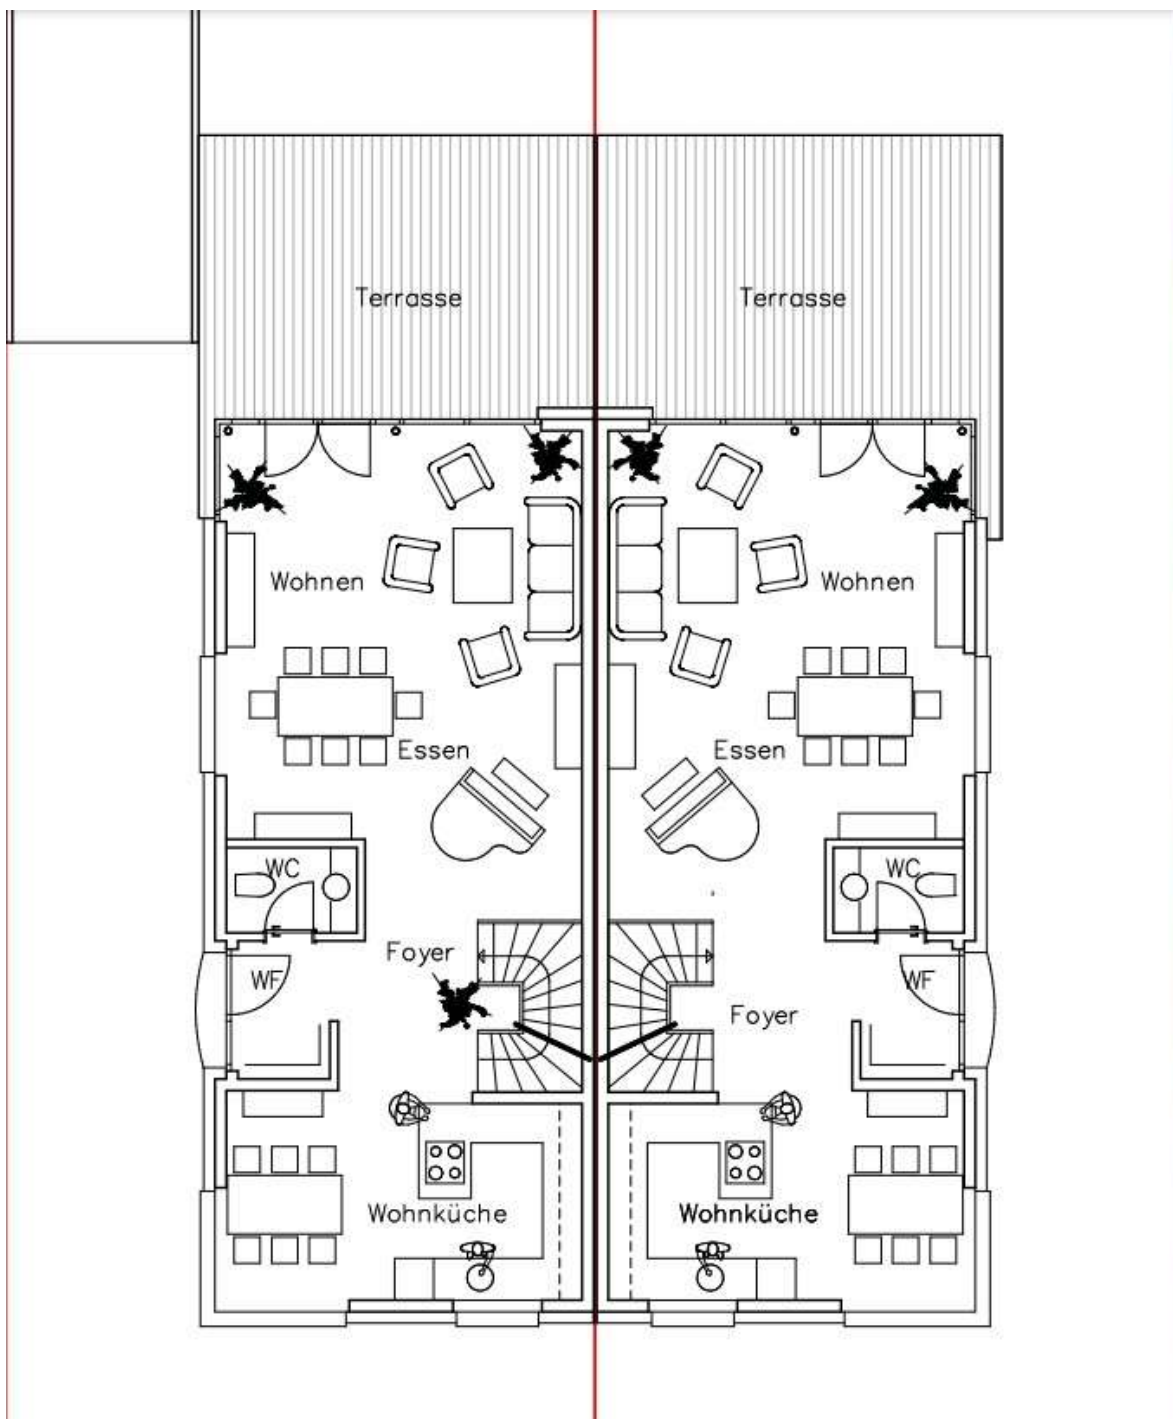 Terrasse
Terrasse
Wohnen
Wohnen
Essen
Essen
WC
WC
Foyer
WF
WF
Foyer
Wohnküche
Wohnküche